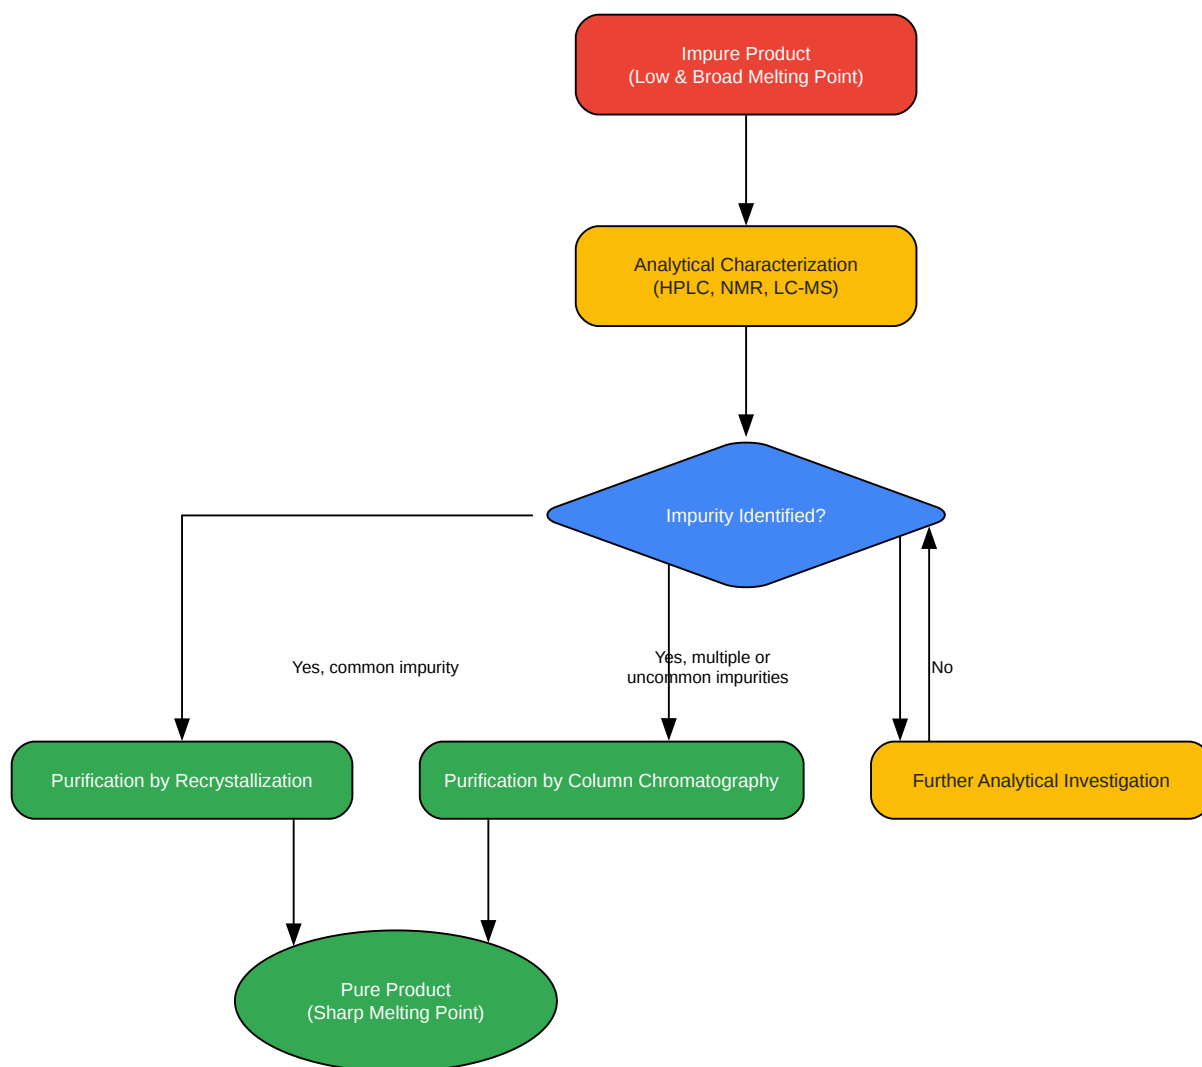 Impure Product
(Low & Broad Melting Point)
Analytical Characterization
(HPLC, NMR, LC-MS)
Impurity Identified?
Yes, common impurity
Yes, multiple or
uncommon impurities
No
Purification by Recrystallization
Purification by Column Chromatography
Further Analytical Investigation
Pure Product
(Sharp Melting Point)